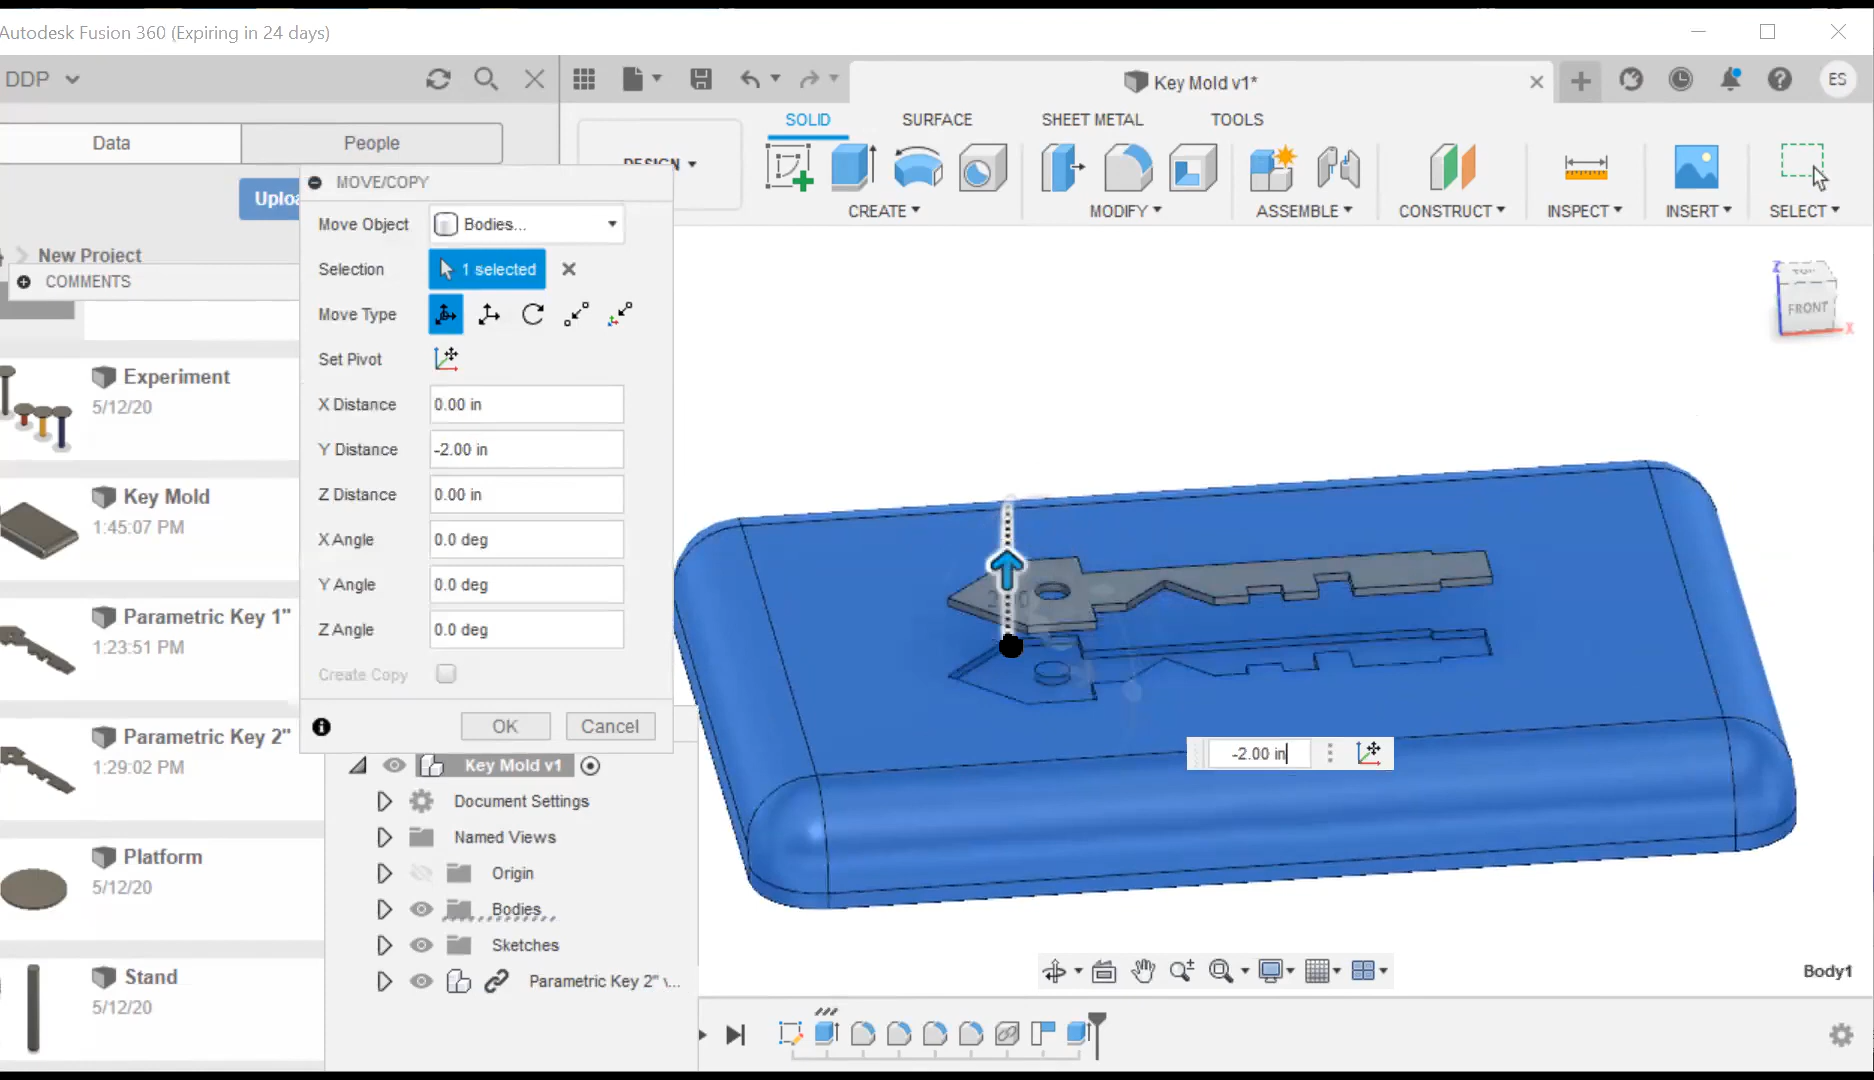 Autodesk Fusion 360 (Expiring in 24 days)
DDP
Key Mold v1*
ES
Data
People
SOLID
SURFACE
SHEET METAL
TOOLS
DESIGN
CREATE
MODIFY
ASSEMBLE
CONSTRUCT
INSPECT
INSERT
SELECT
New Project
COMMENTS
MOVE/COPY
Move Object
Bodies...
Selection
1 selected
Move Type
Set Pivot
X Distance
0.00 in
Y Distance
-2.00 in
Z Distance
0.00 in
X Angle
0.0 deg
Y Angle
0.0 deg
Z Angle
0.0 deg
Create Copy
OK
Cancel
Experiment
5/12/20
Key Mold
1:45:07 PM
Parametric Key 1"
1:23:51 PM
Parametric Key 2"
1:29:02 PM
Platform
5/12/20
Stand
5/12/20
Key Mold v1
Document Settings
Named Views
Origin
Bodies
Sketches
Parametric Key 2" \...
Z
TOP
FRONT
X
-2.00 in
Body1